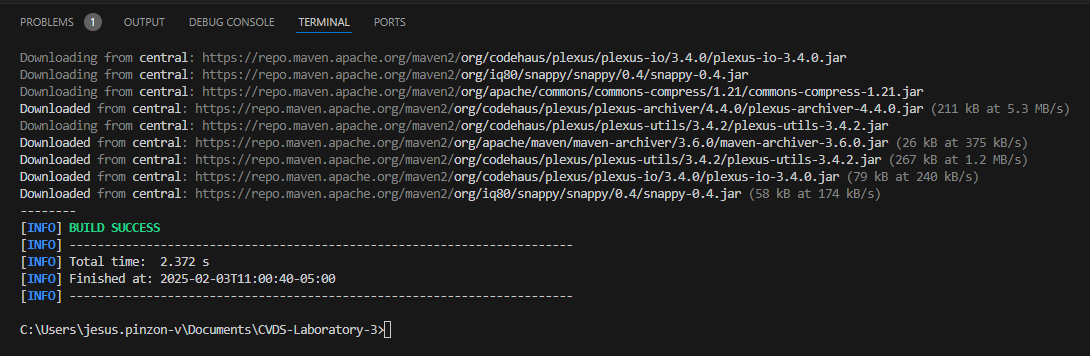 PROBLEMS 1 OUTPUT DEBUG CONSOLE TERMINAL PORTS
Downloading from central: https://repo.maven.apache.org/maven2/org/codehaus/plexus/plexus-io/3.4.0/plexus-io-3.4.0.jar
Downloading from central: https://repo.maven.apache.org/maven2/org/iq80/snappy/snappy/0.4/snappy-0.4.jar
Downloading from central: https://repo.maven.apache.org/maven2/org/apache/commons/commons-compress/1.21/commons-compress-1.21.jar
Downloaded from central: https://repo.maven.apache.org/maven2/org/codehaus/plexus/plexus-archiver/4.4.0/plexus-archiver-4.4.0.jar (211 kB at 5.3 MB/s)
Downloading from central: https://repo.maven.apache.org/maven2/org/codehaus/plexus/plexus-utils/3.4.2/plexus-utils-3.4.2.jar
Downloaded from central: https://repo.maven.apache.org/maven2/org/apache/maven/maven-archiver/3.6.0/maven-archiver-3.6.0.jar (26 kB at 375 kB/s)
Downloaded from central: https://repo.maven.apache.org/maven2/org/codehaus/plexus/plexus-utils/3.4.2/plexus-utils-3.4.2.jar (267 kB at 1.2 MB/s)
Downloaded from central: https://repo.maven.apache.org/maven2/org/codehaus/plexus/plexus-io/3.4.0/plexus-io-3.4.0.jar (79 kB at 240 kB/s)
Downloaded from central: https://repo.maven.apache.org/maven2/org/iq80/snappy/snappy/0.4/snappy-0.4.jar (58 kB at 174 kB/s)
--------
[INFO] BUILD SUCCESS
[INFO] ------------------------------------------------------------------------
[INFO] Total time:  2.372 s
[INFO] Finished at: 2025-02-03T11:00:40-05:00
[INFO] ------------------------------------------------------------------------
C:\Users\jesus.pinzon-v\Documents\CVDS-Laboratory-3>